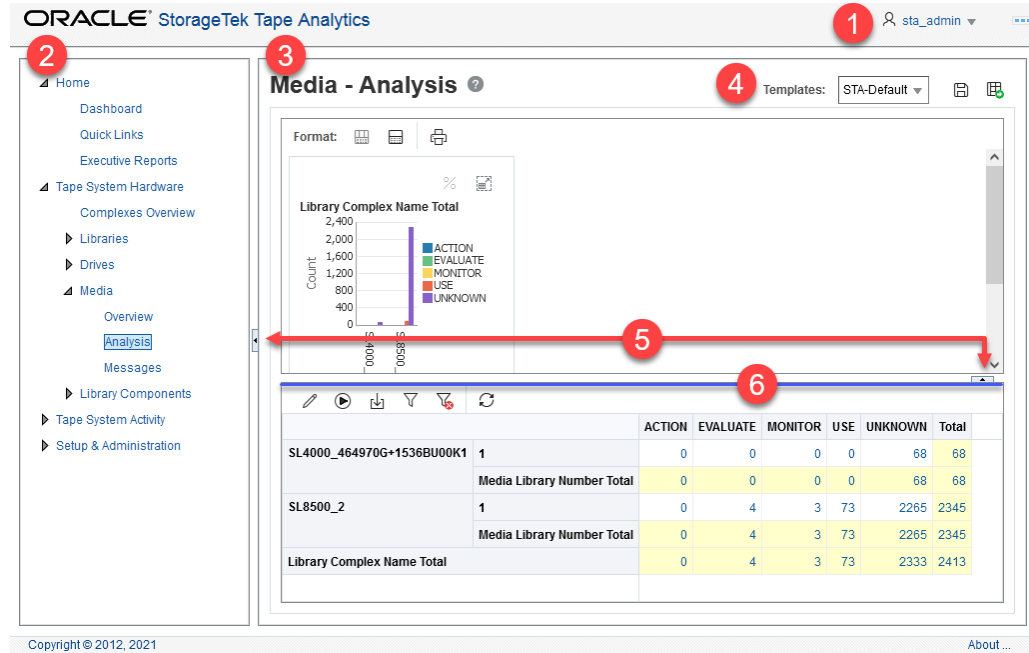 ORACLE® StorageTek Tape Analytics
1
sta_admin
2
Home
Dashboard
Quick Links
Executive Reports
Tape System Hardware
Complexes Overview
Libraries
Drives
Media
Overview
Analysis
Messages
Library Components
Tape System Activity
Setup & Administration
3
Media - Analysis
?
4
Templates: STA-Default
Format:
%
Library Complex Name Total
2,400
2,000
1,600
1,200
800
400
0
Count
SL4000
SL8500
ACTION
EVALUATE
MONITOR
USE
UNKNOWN
5
6
ACTION EVALUATE MONITOR USE UNKNOWN Total
SL4000_464970G+1536BU00K1 1 0 0 0 0 68 68
Media Library Number Total 0 0 0 0 68 68
SL8500_2 1 0 4 3 73 2265 2345
Media Library Number Total 0 4 3 73 2265 2345
Library Complex Name Total 0 4 3 73 2333 2413
Copyright © 2012, 2021
About ...